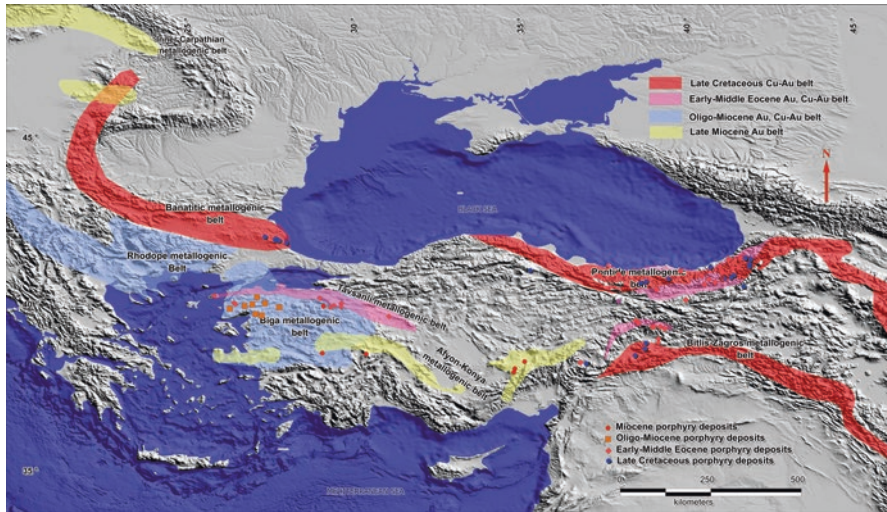 25
30
35
40
45
Inner Carpathian
metallogenic belt
Late Cretaceous Cu-Au belt
Early-Middle Eocene Au, Cu-Au belt
Oligo-Miocene Au, Cu-Au belt
Late Miocene Au belt
45
N
Banatitic metallogenic
belt
BLACK SEA
Rhodope metallogenic
Belt
Pontide metallogenic
belt
Tavsanli metallogenic belt
40
Biga metallogenic
belt
Afyon-Konya
metallogenic belt
Bitlis Zagros metallogenic
belt
Miocene porphyry deposits
Oligo-Miocene porphyry deposits
Early-Middle Eocene porphyry deposits
Late Cretaceous porphyry deposits
35 °
MEDITERRANEAN SEA
0 125 250 500
kilometers